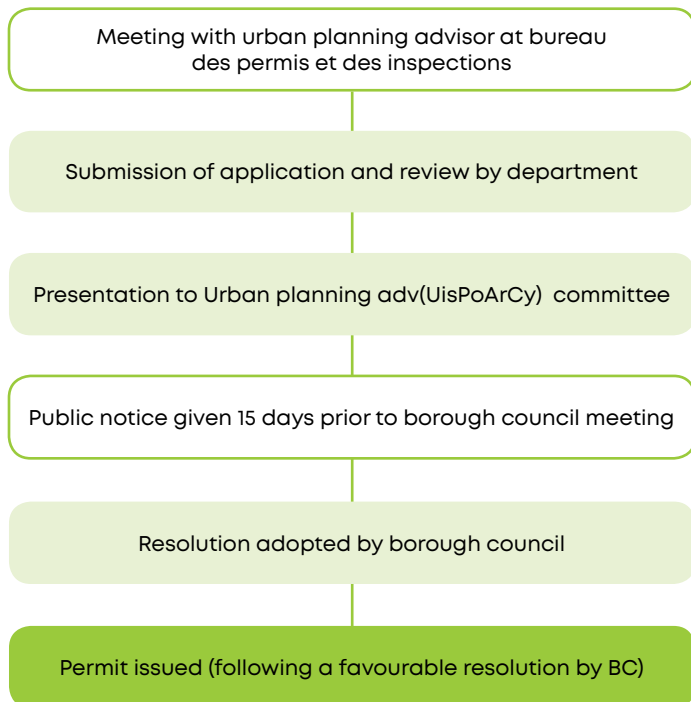 Meeting with urban planning advisor at bureau
des permis et des inspections
Submission of application and review by department
Presentation to Urban planning adv(UisPoArCy) committee
Public notice given 15 days prior to borough council meeting
Resolution adopted by borough council
Permit issued (following a favourable resolution by BC)